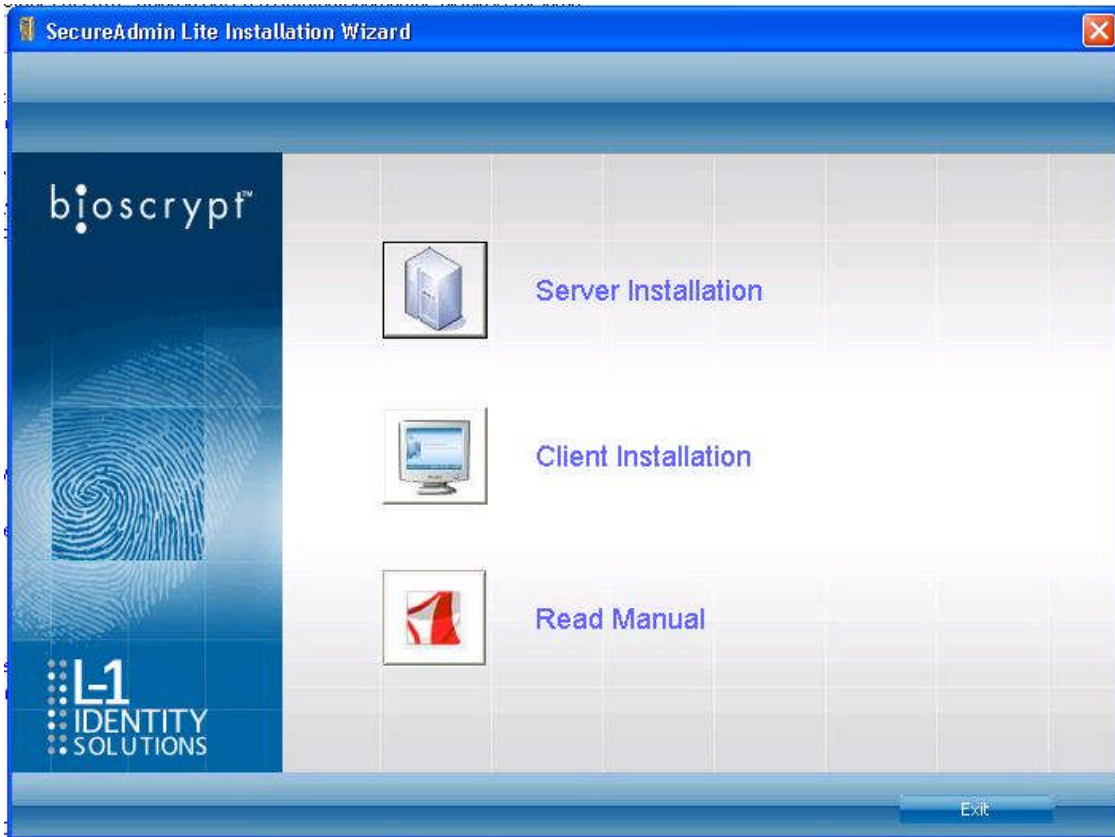 SecureAdmin Lite Installation Wizard
bioscrypt™
Server Installation
Client Installation
Read Manual
L-1
IDENTITY
SOLUTIONS
Exit